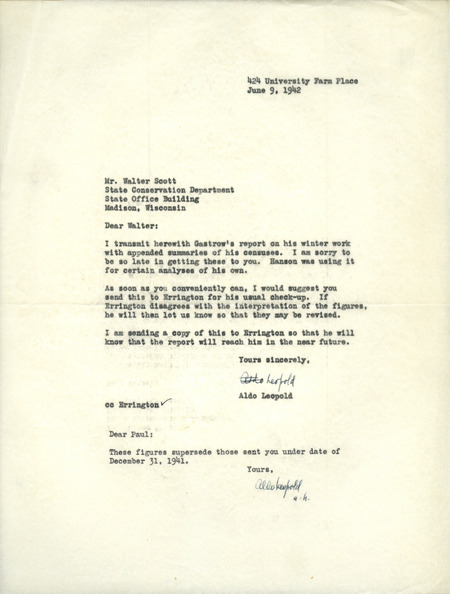 424 University Farm Place
June 9, 1942
Mr. Walter Scott
State Conservation Department
State Office Building
Madison, Wisconsin
Dear Walter:
I transmit herewith Gastrow's report on his winter work
with appended summaries of his censuses. I am sorry to
be so late in getting these to you. Hanson was using it
for certain analyses of his own.
As soon as you conveniently can, I would suggest you
send this to Errington for his usual check-up. If
Errington disagrees with the interpretation of the figures,
he will then let us know so that they may be revised.
I am sending a copy of this to Errington so that he will
know that the report will reach him in the near future.
Yours sincerely,
Aldo Leopold
Aldo Leopold
cc Errington ✓
Dear Paul:
These figures supersede those sent you under date of
December 31, 1941.
Yours,
Aldo Leopold
a.h.